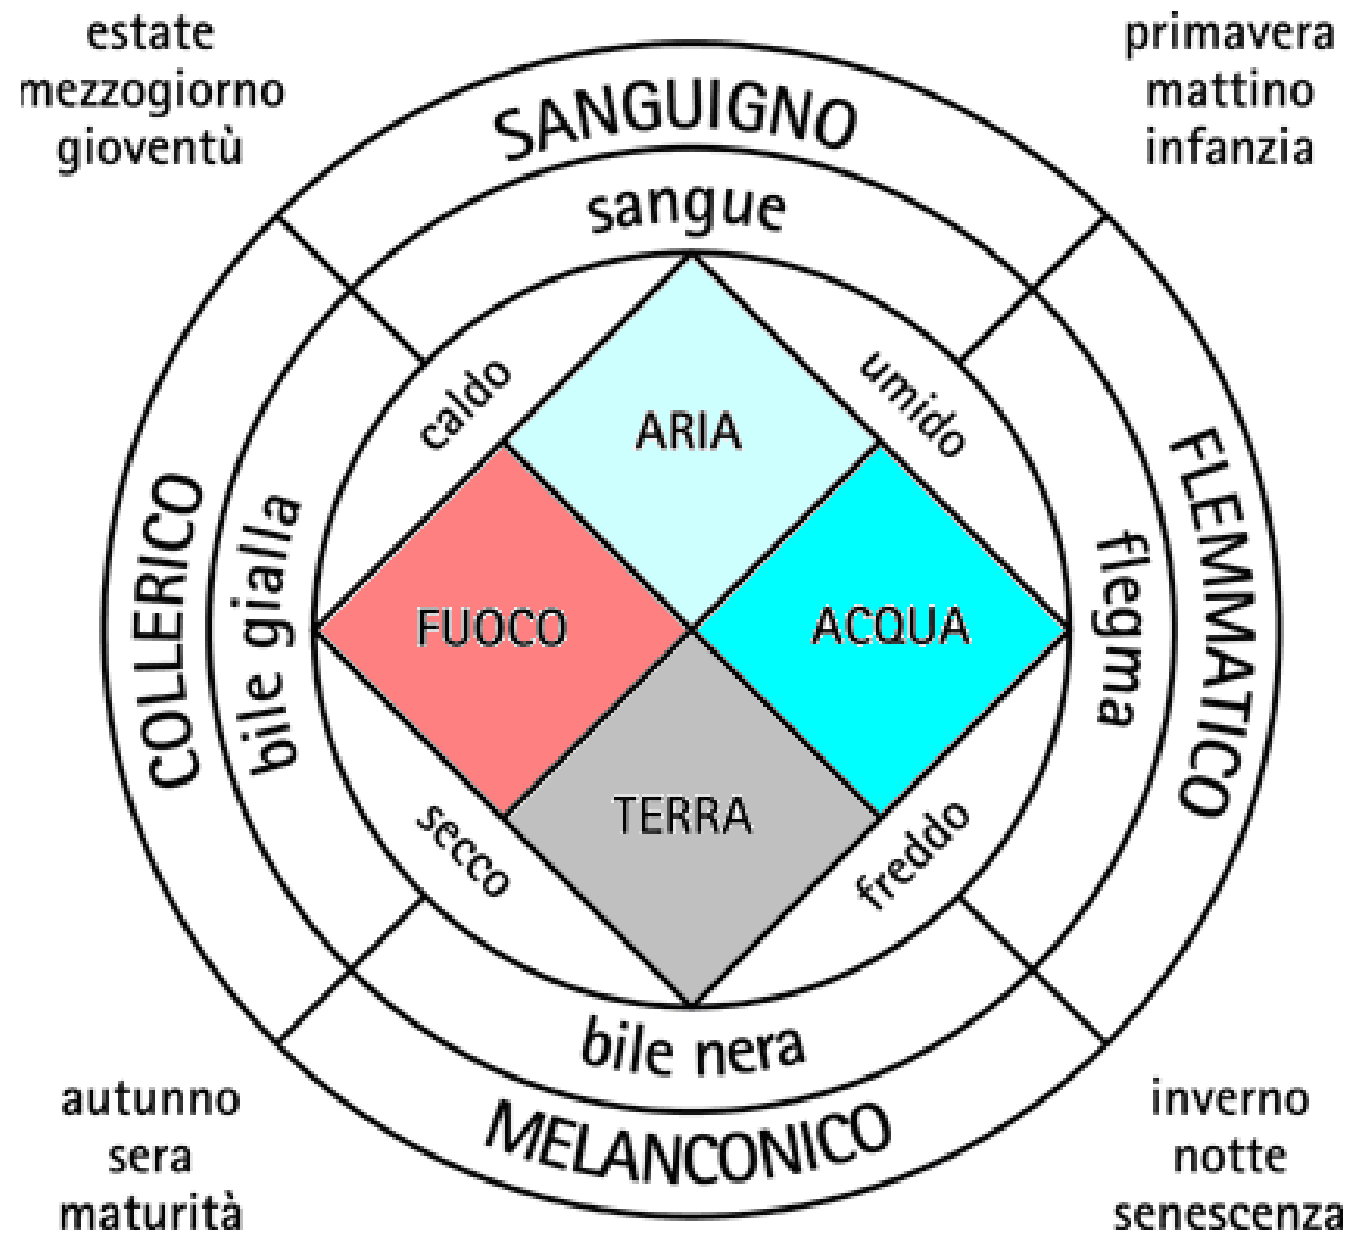 estate
mezzogiorno
gioventù
primavera
mattino
infanzia
SANGUIGNO
sangue
caldo
umido
ARIA
COLLERICO
bile gialla
FUOCO
ACQUA
flegma
FLEMMATICO
TERRA
secco
freddo
bile nera
MELANCONICO
autunno
sera
maturità
inverno
notte
senescenza